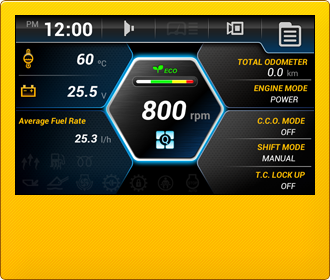 PM 12:00
60 °C
25.5 V
Average Fuel Rate
25.3 l/h
ECO
800 rpm
Q
TOTAL ODOMETER
0.0 km
ENGINE MODE
POWER
C.C.O. MODE
OFF
SHIFT MODE
MANUAL
T.C. LOCK UP
OFF